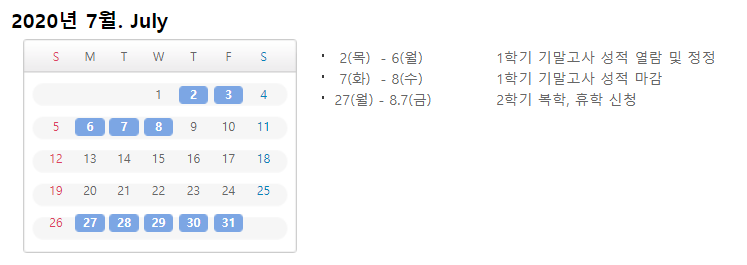 2020년 7월. July
S M T W T F S
1 2 3 4
5 6 7 8 9 10 11
12 13 14 15 16 17 18
19 20 21 22 23 24 25
26 27 28 29 30 31
· 2(목) - 6(월) 1학기 기말고사 성적 열람 및 정정
· 7(화) - 8(수) 1학기 기말고사 성적 마감
· 27(월) - 8.7(금) 2학기 복학, 휴학 신청